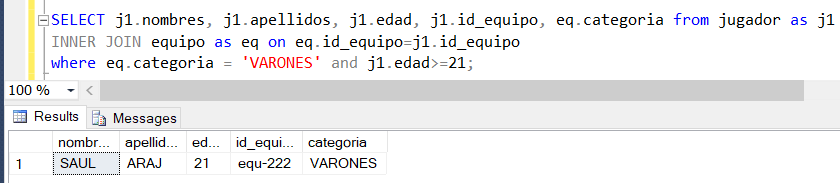 SELECT j1.nombres, j1.apellidos, j1.edad, j1.id_equipo, eq.categoria from jugador as j1
INNER JOIN equipo as eq on eq.id_equipo=j1.id_equipo
where eq.categoria = 'VARONES' and j1.edad>=21;
100 %
Results Messages
nombr... apellid... ed... id_equi... categoria
1 SAUL ARAJ 21 equ-222 VARONES